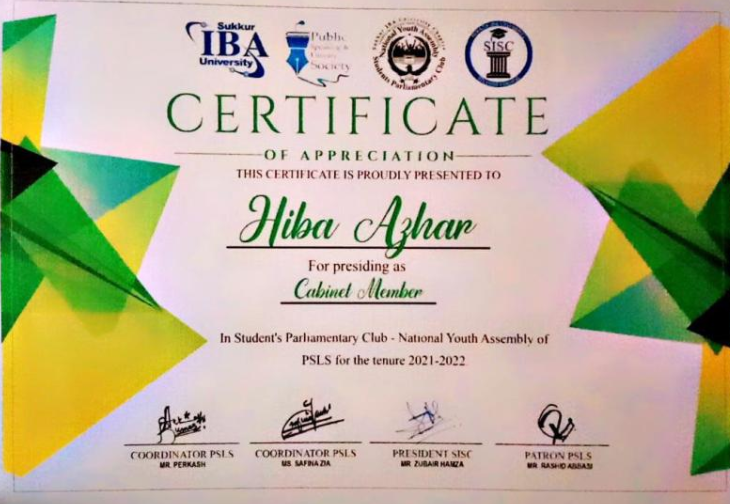 Sukkur
IBA
University
Public
Speaking &
Literary
Society
National Youth Assembly
Students Parliamentary Club
SISC
CERTIFICATE
OF APPRECIATION
THIS CERTIFICATE IS PROUDLY PRESENTED TO
Hiba Azhar
For presiding as
Cabinet Member
In Student's Parliamentary Club - National Youth Assembly of
PSLS for the tenure 2021-2022
COORDINATOR PSLS
MR. PERKASH
COORDINATOR PSLS
MS. SAFINA ZIA
PRESIDENT SISC
MR. ZUBAIR HAMZA
PATRON PSLS
MR. RASHID ABBASI